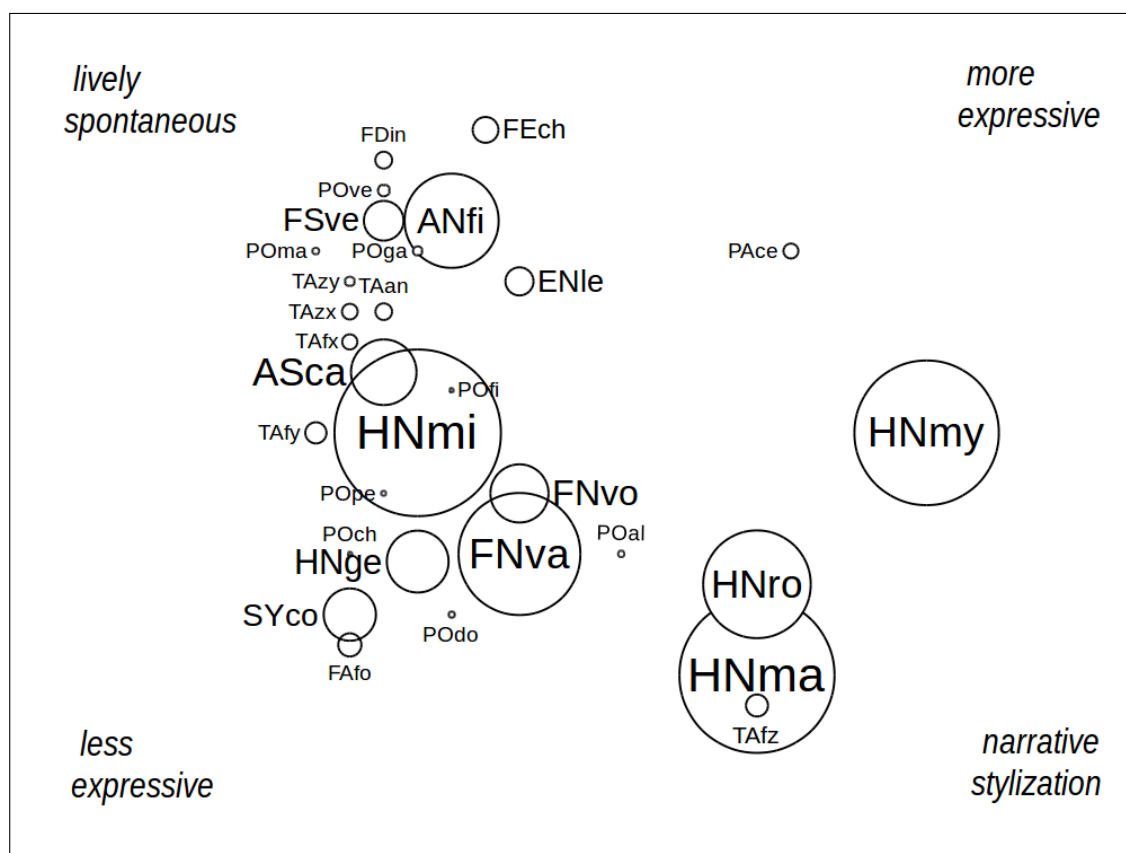 lively
spontaneous
more
expressive
FDin
FEch
POve
FSve
ANfi
POma
POga
PAce
TAzy
TAan
ENle
TAzx
TAfx
ASca
POfi
TAfy
HNmi
HNmy
POpe
FNvo
POch
HNge
FNva
POal
HNro
SYco
POdo
FAfo
HNma
TAfz
less
expressive
narrative
stylization